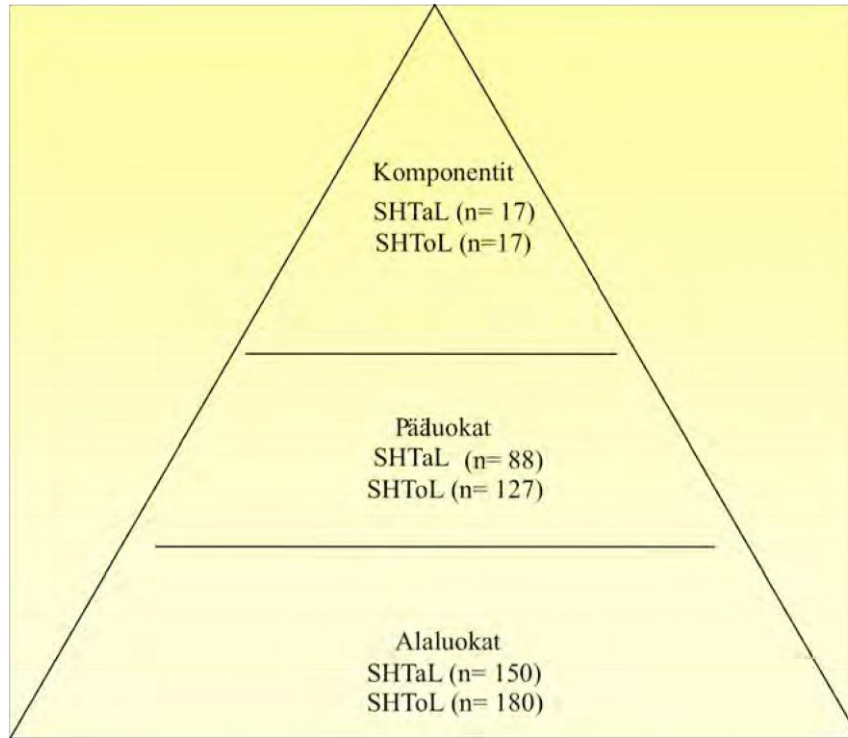 Komponentit
SHTaL (n= 17)
SHToL (n=17)
Pääluokat
SHTaL (n= 88)
SHToL (n= 127)
Alaluokat
SHTaL (n= 150)
SHToL (n= 180)